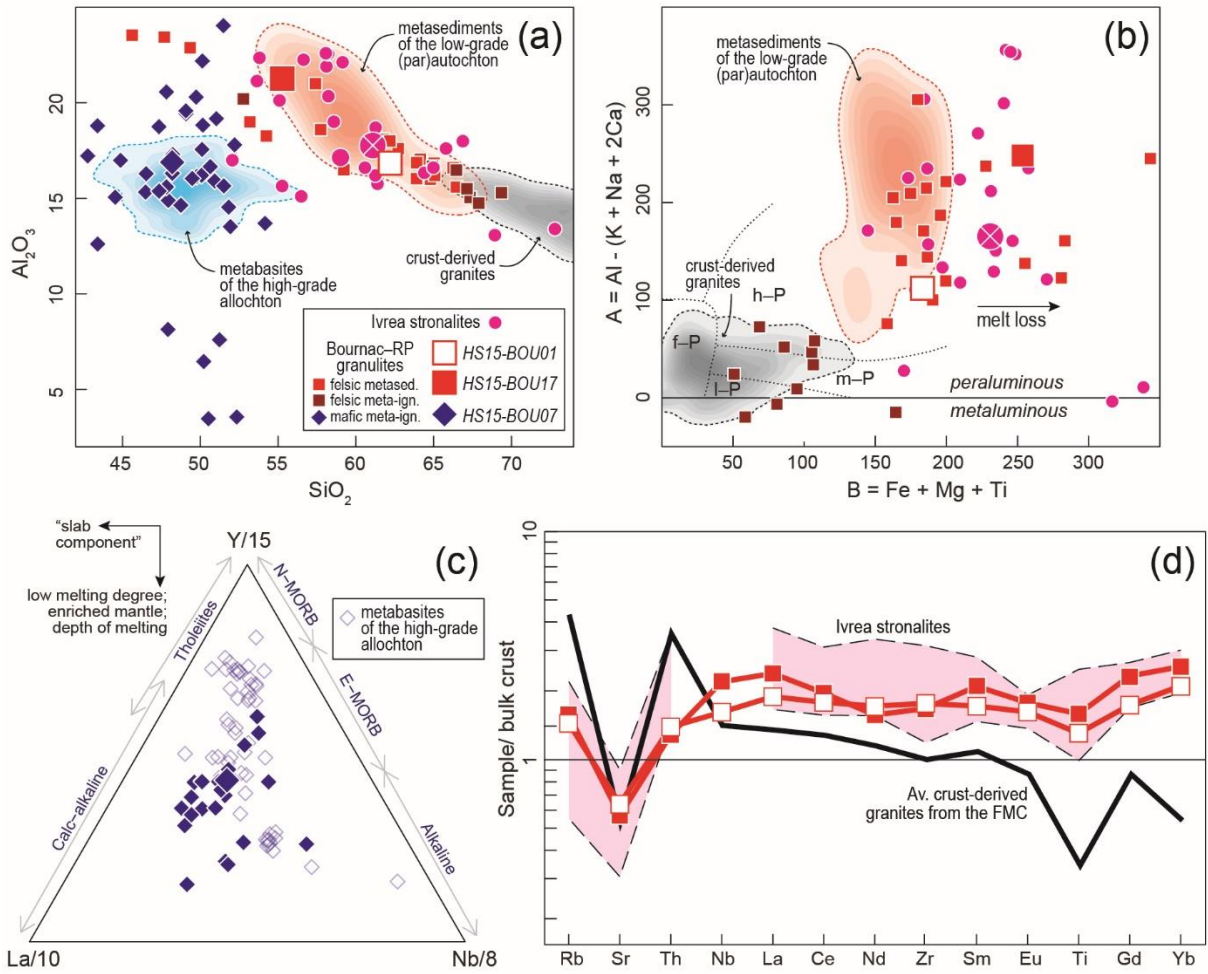 (a)
metasediments
of the low-grade
(par)autochton
Al2O3
20
15
10
5
metabasites
of the high-grade
allochton
crust-derived
granites
Ivrea stronalites
Bournac–RP
granulites
felsic metased.
felsic meta-ign.
mafic meta-ign.
HS15-BOU01
HS15-BOU17
HS15-BOU07
45 50 55 60 65 70
SiO2
(b)
metasediments
of the low-grade
(par)autochton
A = Al - (K + Na + 2Ca)
300
200
100
0
crust-derived
granites
h–P
f–P
l–P
m–P
melt loss
peraluminous
metaluminous
50 100 150 200 250 300
B = Fe + Mg + Ti
(c)
"slab
component"
low melting degree;
enriched mantle;
depth of melting
Y/15
N–MORB
E–MORB
Alkaline
Tholeiites
Calc–alkaline
metabasites
of the high-grade
allochton
La/10
Nb/8
(d)
10
1
Sample/ bulk crust
Ivrea stronalites
Av. crust-derived
granites from the FMC
Rb Sr Th Nb La Ce Nd Zr Sm Eu Ti Gd Yb